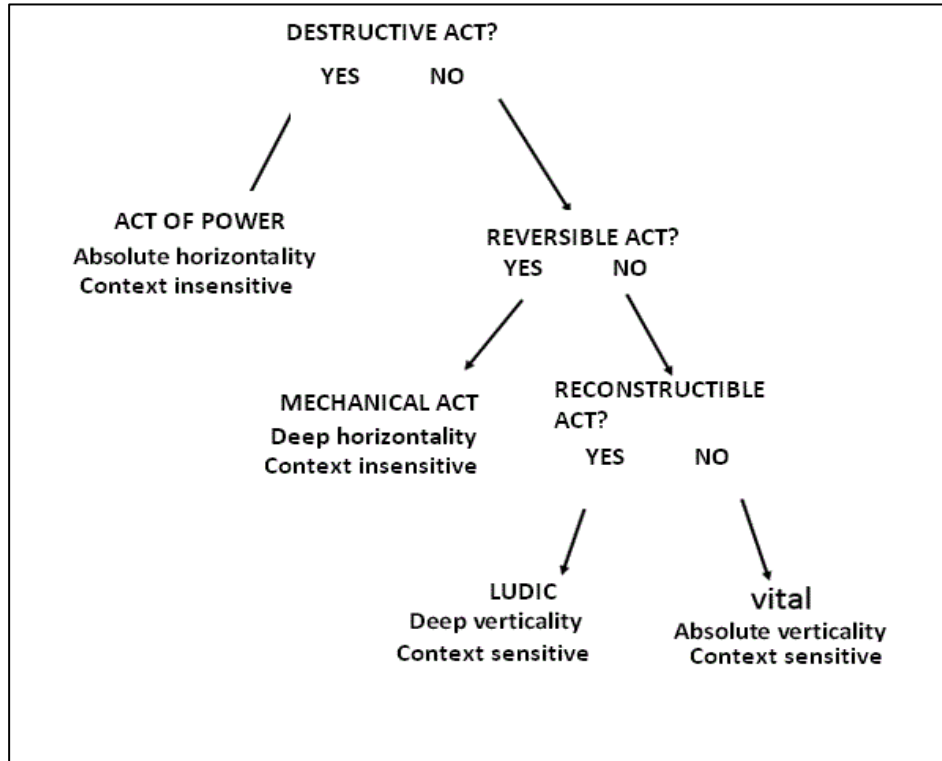 DESTRUCTIVE ACT?
YES NO
ACT OF POWER
Absolute horizontality
Context insensitive
REVERSIBLE ACT?
YES NO
MECHANICAL ACT
Deep horizontality
Context insensitive
RECONSTRUCTIBLE
ACT?
YES NO
LUDIC
Deep verticality
Context sensitive
vital
Absolute verticality
Context sensitive